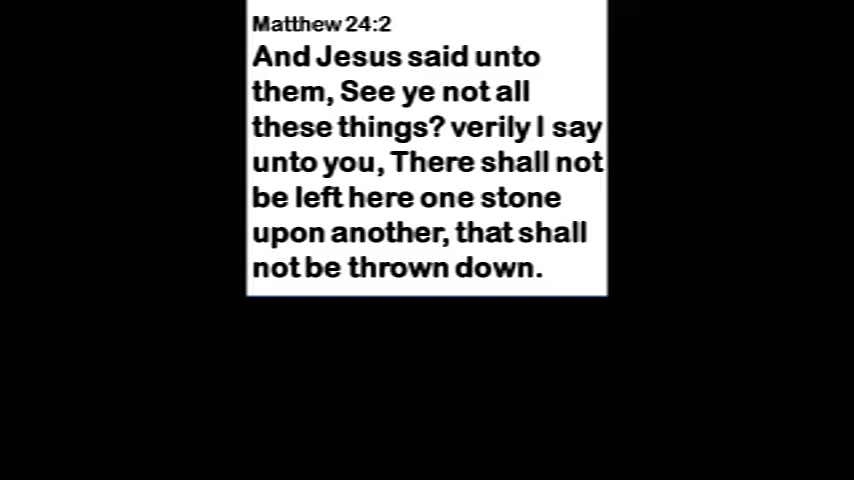 Matthew 24:2
And Jesus said unto
them, See ye not all
these things? verily I say
unto you, There shall not
be left here one stone
upon another, that shall
not be thrown down.